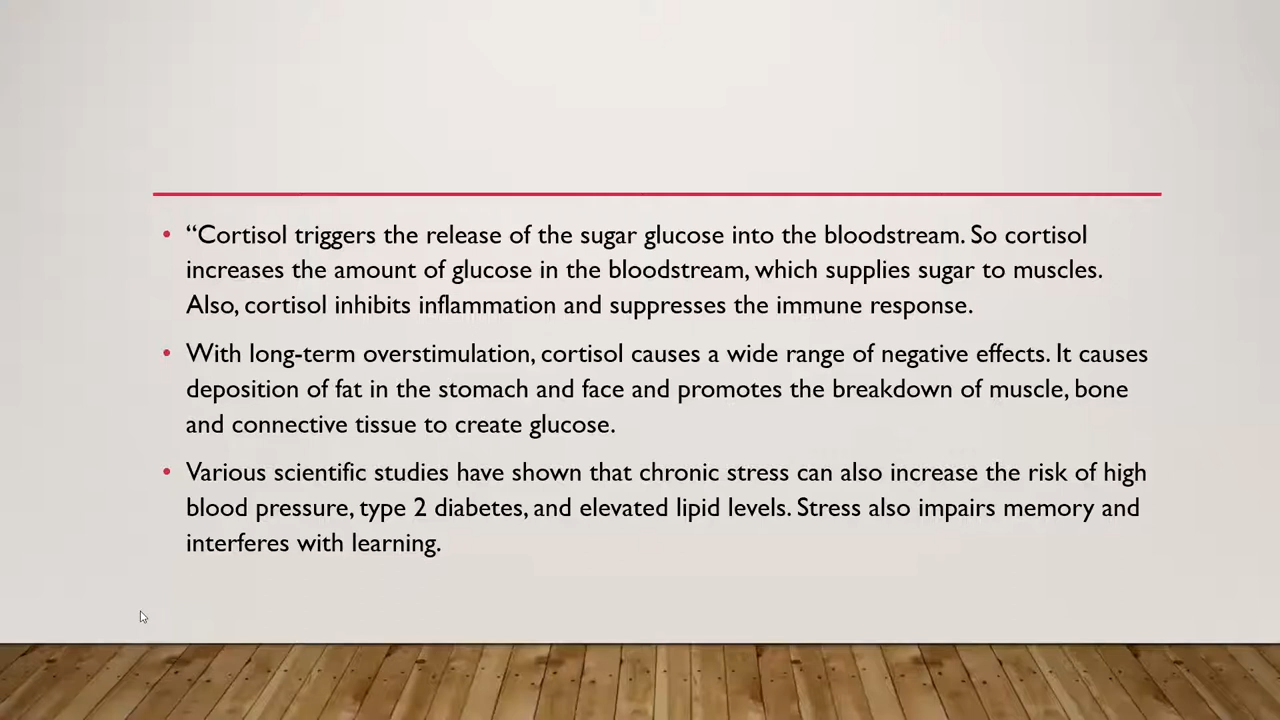 • “Cortisol triggers the release of the sugar glucose into the bloodstream. So cortisol
increases the amount of glucose in the bloodstream, which supplies sugar to muscles.
Also, cortisol inhibits inflammation and suppresses the immune response.
• With long-term overstimulation, cortisol causes a wide range of negative effects. It causes
deposition of fat in the stomach and face and promotes the breakdown of muscle, bone
and connective tissue to create glucose.
• Various scientific studies have shown that chronic stress can also increase the risk of high
blood pressure, type 2 diabetes, and elevated lipid levels. Stress also impairs memory and
interferes with learning.